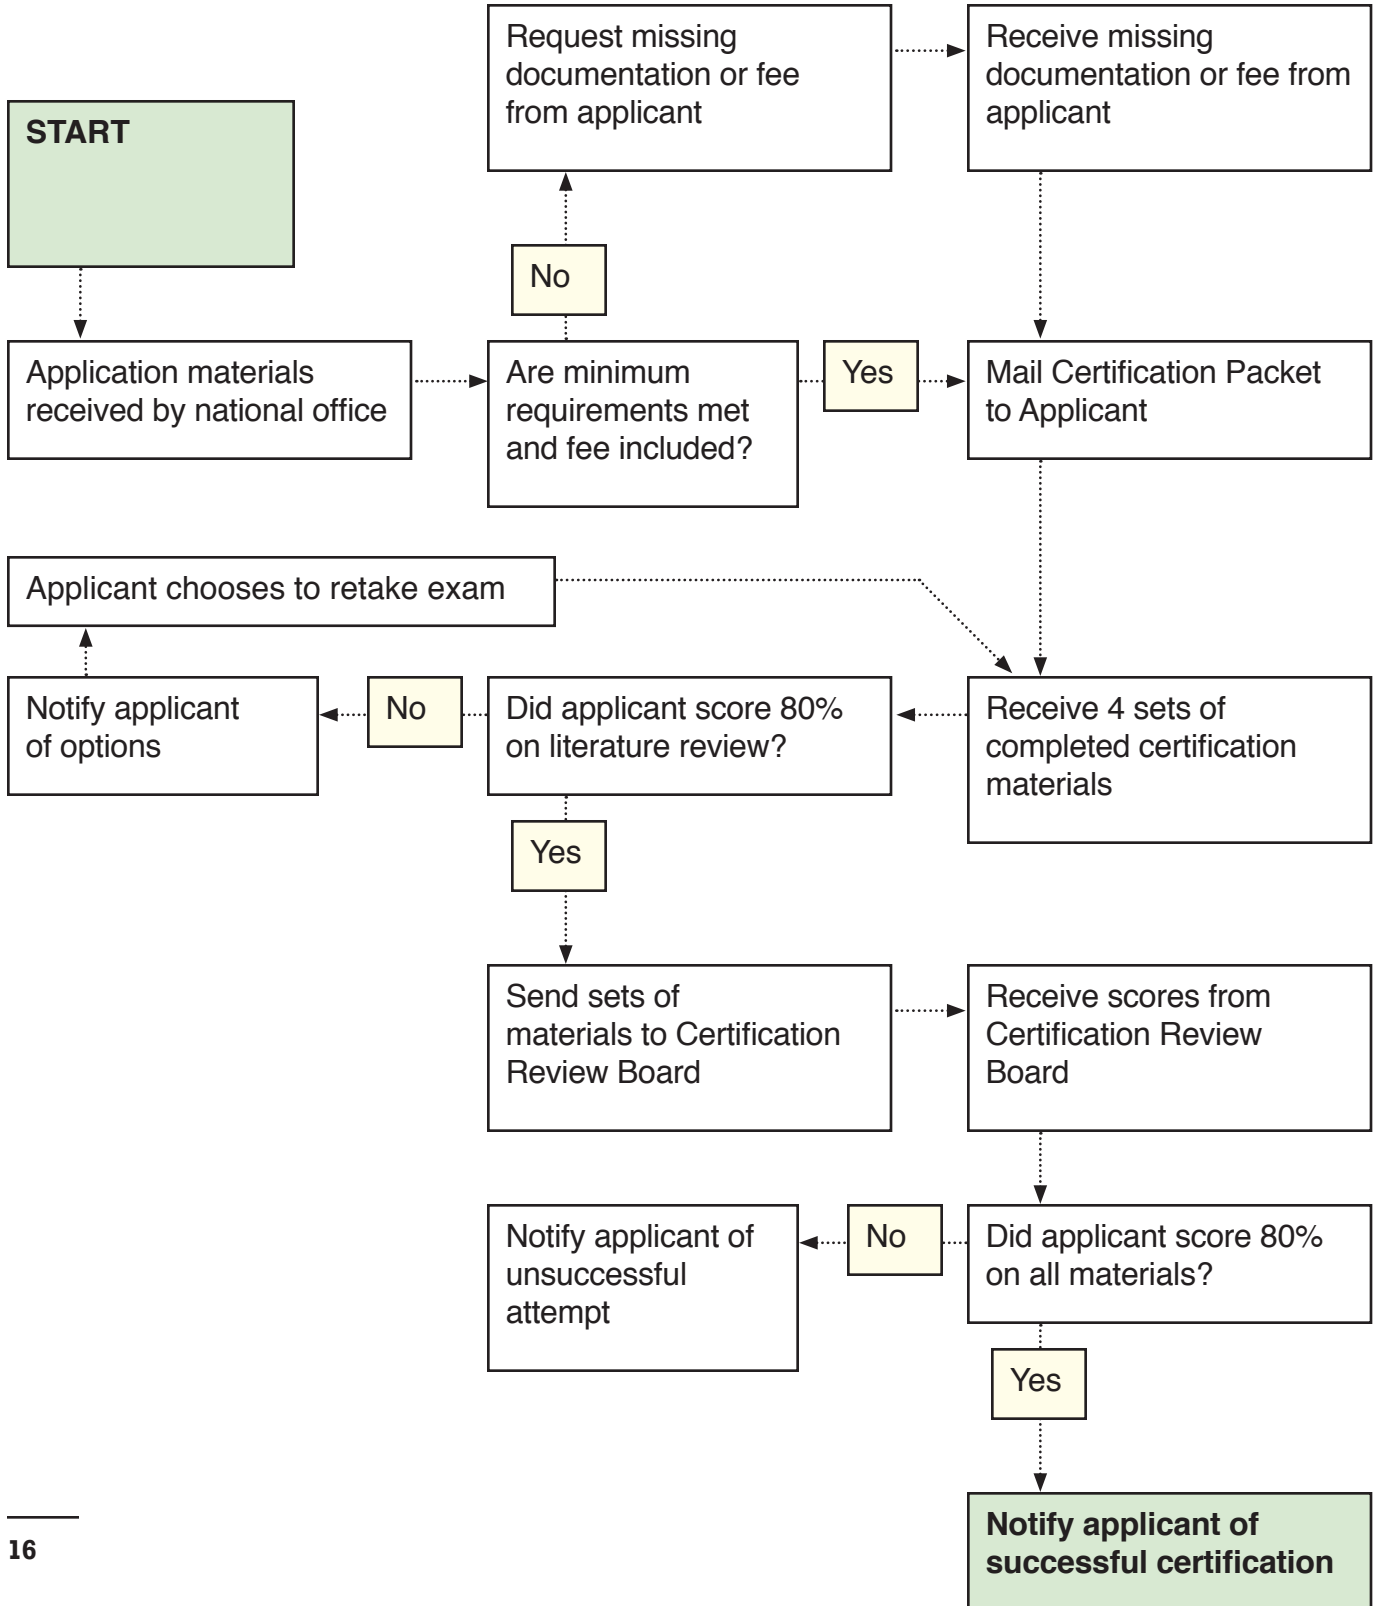 START
Request missing
documentation or fee
from applicant
Receive missing
documentation or fee from
applicant
No
Application materials
received by national office
Are minimum
requirements met
and fee included?
Yes
Mail Certification Packet
to Applicant
Applicant chooses to retake exam
Notify applicant
of options
No
Did applicant score 80%
on literature review?
Receive 4 sets of
completed certification
materials
Yes
Send sets of
materials to Certification
Review Board
Receive scores from
Certification Review
Board
Notify applicant of
unsuccessful
attempt
No
Did applicant score 80%
on all materials?
Yes
Notify applicant of
successful certification
16